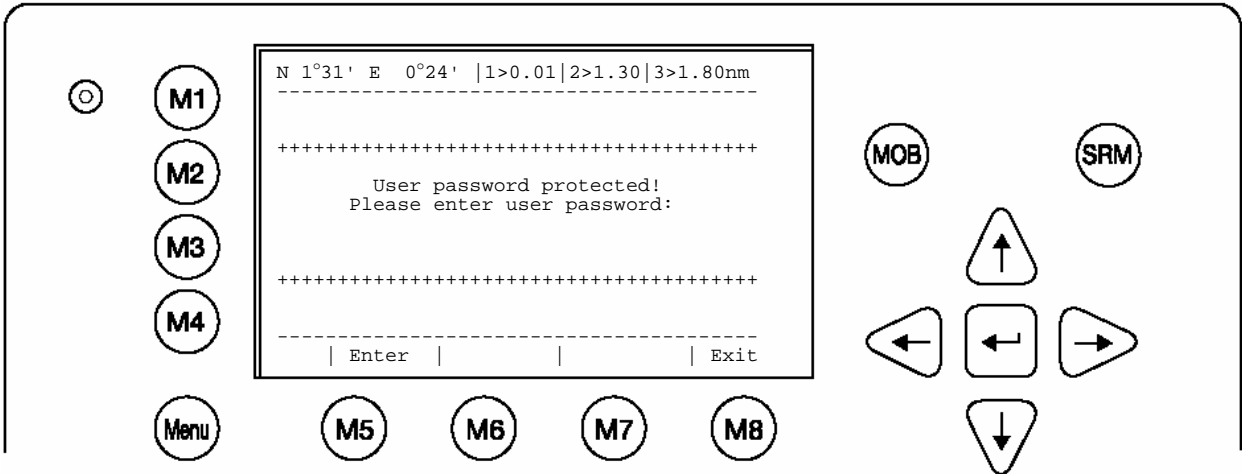 N 1°31' E 0°24' |1>0.01|2>1.30|3>1.80nm
----------------------------------------
++++++++++++++++++++++++++++++++++++++++
User password protected!
Please enter user password:
++++++++++++++++++++++++++++++++++++++++
----------------------------------------
| Enter | | | Exit
M1
M2
M3
M4
Menu
M5
M6
M7
M8
MOB
SRM